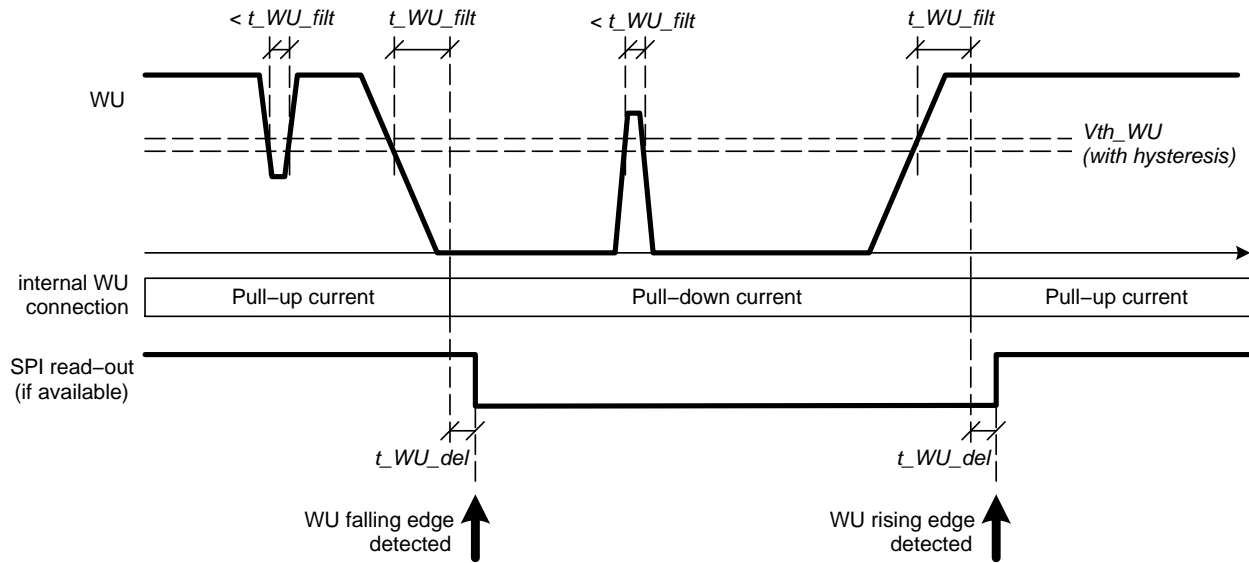 < t_WU_filt
t_WU_filt
< t_WU_filt
t_WU_filt
WU
Vth_WU
(with hysteresis)
internal WU
connection
Pull−up current
Pull−down current
Pull−up current
SPI read−out
(if available)
t_WU_del
t_WU_del
WU falling edge
detected
WU rising edge
detected